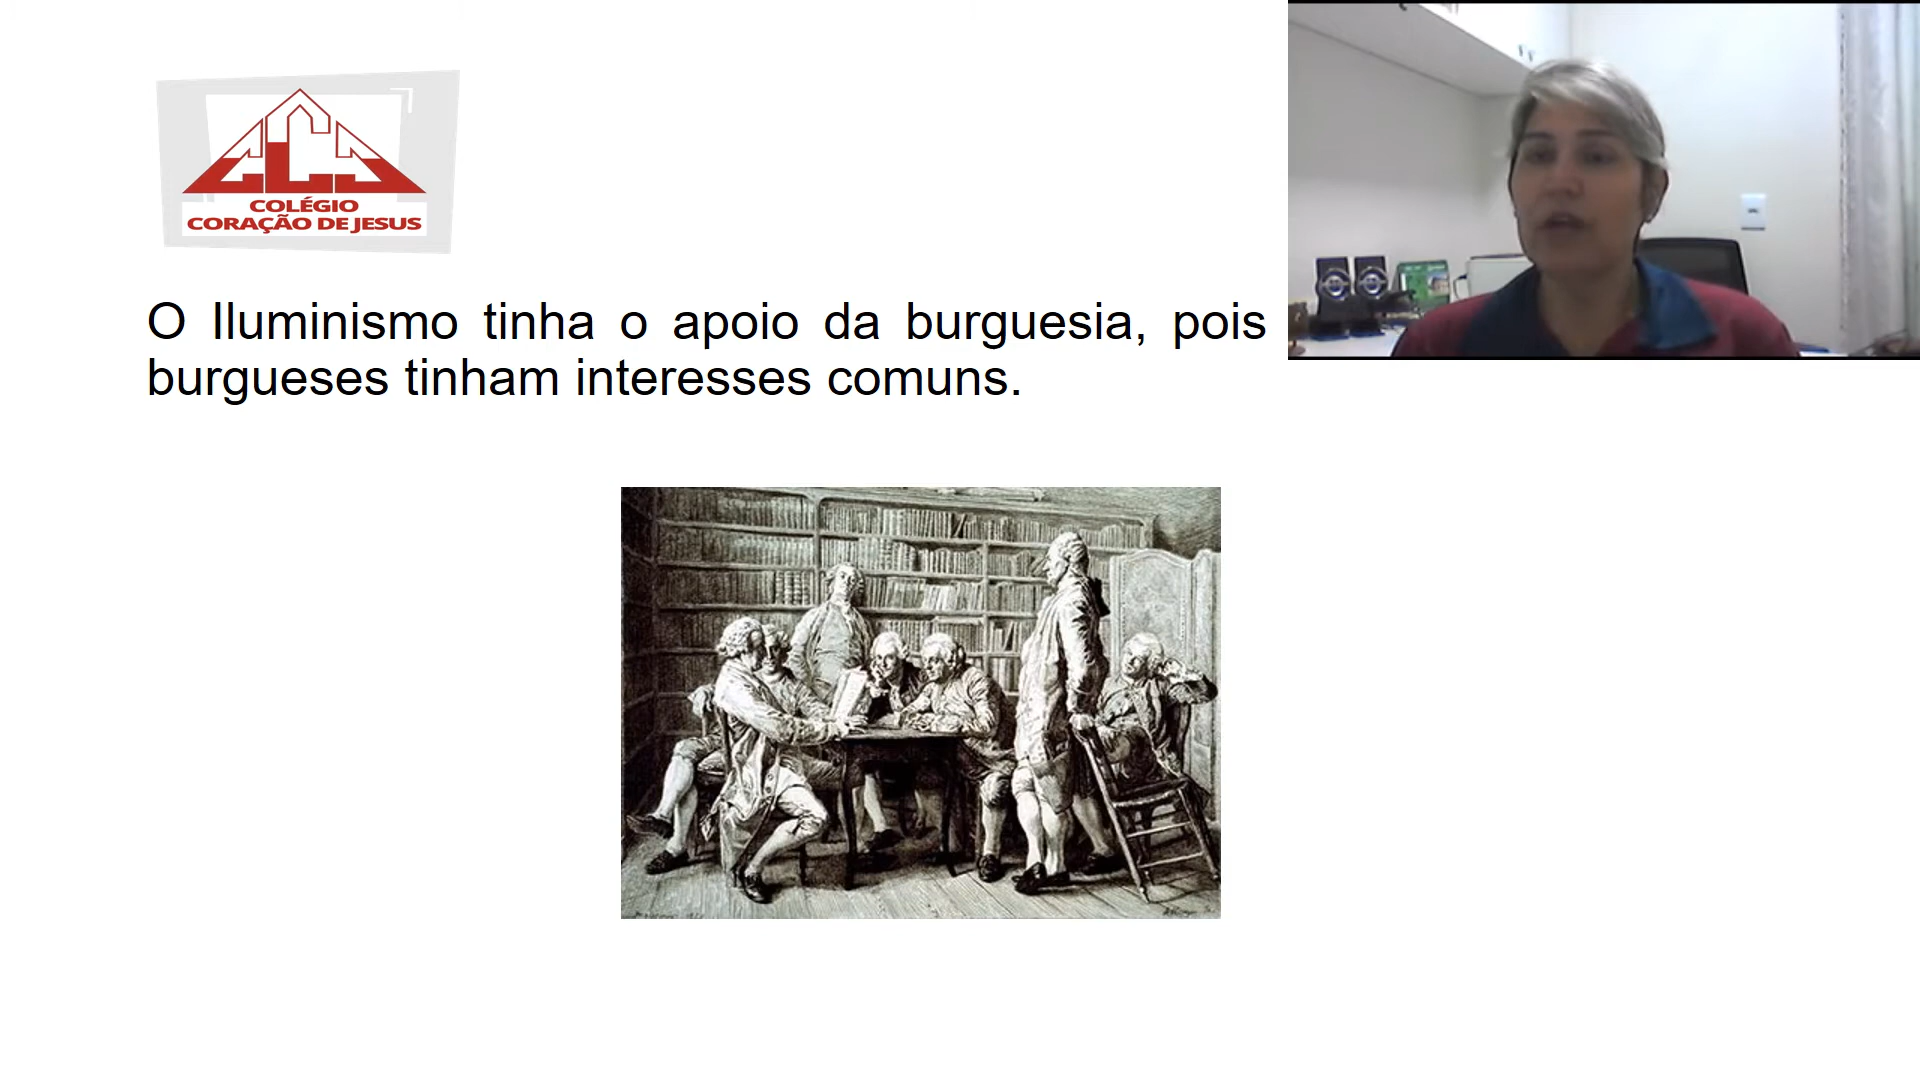 COLÉGIO
CORAÇÃO DE JESUS
O Iluminismo tinha o apoio da burguesia, pois
burgueses tinham interesses comuns.